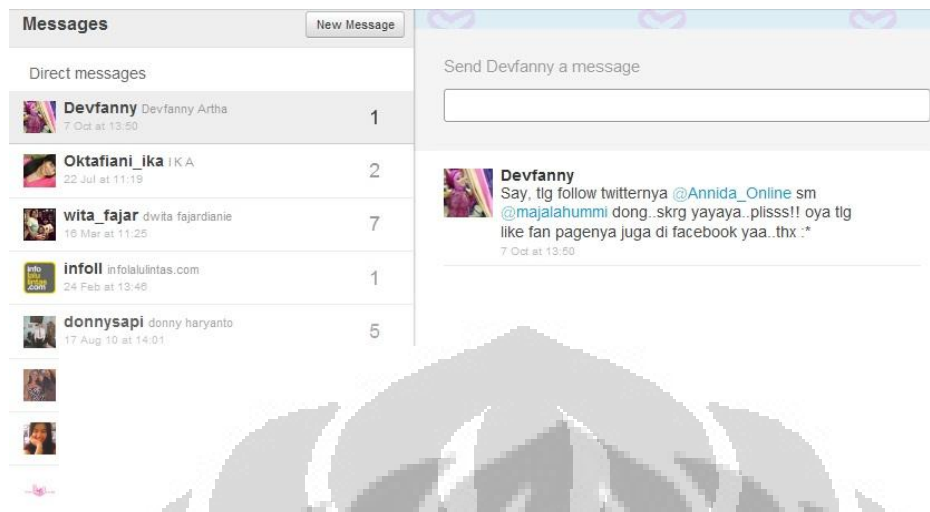 Messages
New Message
Direct messages
Devfanny Devfanny Artha
7 Oct at 13:50
1
Oktafiani_ika I K A
22 Jul at 11:19
2
wita_fajar dwita fajardianie
16 Mar at 11:25
7
info
lalu
lintas
.com
infoll infolalulintas.com
24 Feb at 13:46
1
donnysapi donny haryanto
17 Aug 10 at 14:01
5
Send Devfanny a message
Devfanny
Say, tlg follow twitternya @Annida_Online sm
@majalahummi dong..skrg yayaya..plisss!! oya tlg
like fan pagenya juga di facebook yaa..thx :*
7 Oct at 13:50